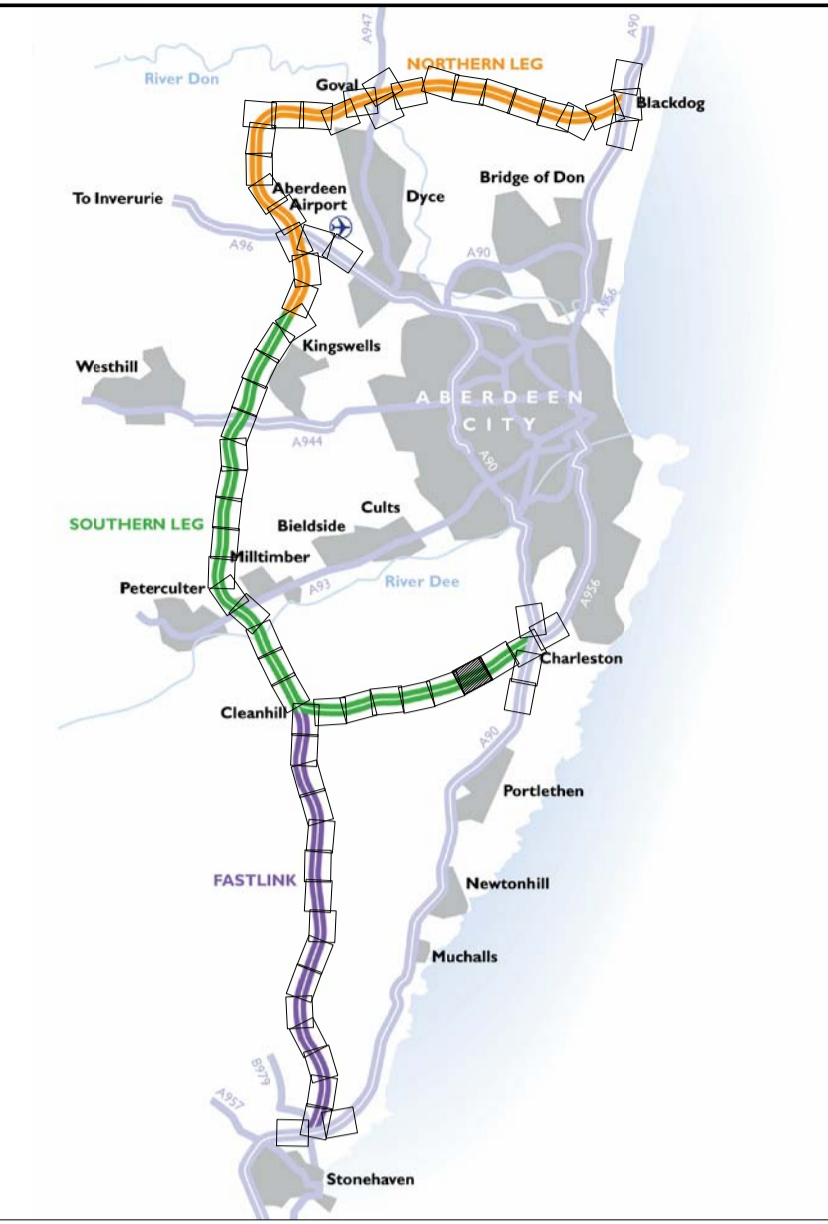 A947
A90
NORTHERN LEG
River Don
Goval
Blackdog
Bridge of Don
Aberdeen
Airport
Dyce
To Inverurie
A96
A90
A956
Kingswells
Westhill
ABERDEEN
CITY
A944
A90
Cults
SOUTHERN LEG
Bieldside
Milltimber
Peterculter
A93
River Dee
A956
Charleston
Cleanhill
A90
Portlethen
FASTLINK
Newtonhill
Muchalls
B979
A957
Stonehaven